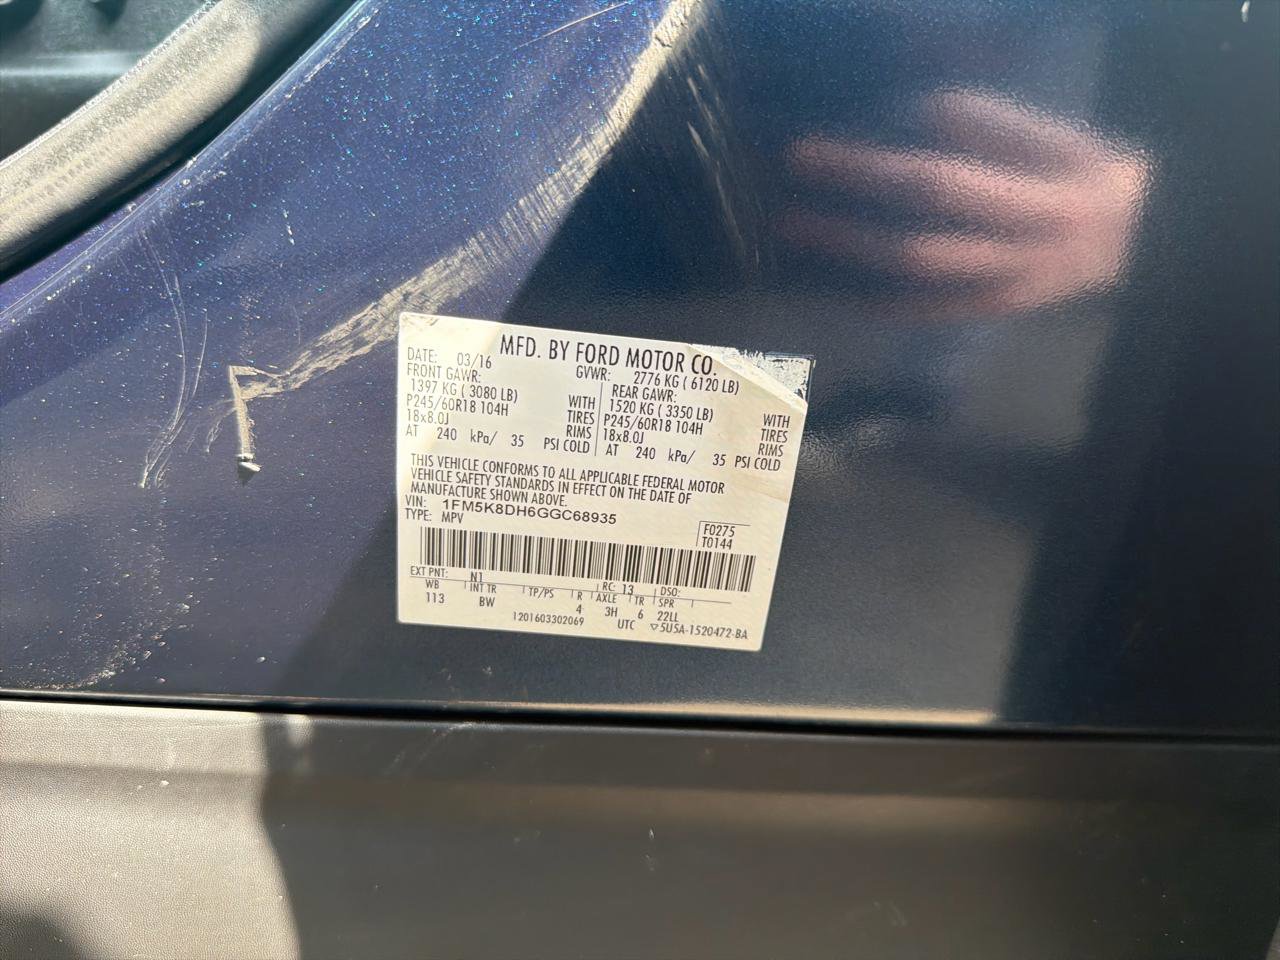 MFD. BY FORD MOTOR CO.
DATE: 03/16 GVWR: 2776 KG ( 6120 LB)
FRONT GAWR: REAR GAWR:
1397 KG ( 3080 LB) WITH 1520 KG ( 3350 LB) WITH
P245/60R18 104H TIRES P245/60R18 104H TIRES
18x8.0J RIMS 18x8.0J RIMS
AT 240 kPa/ 35 PSI COLD AT 240 kPa/ 35 PSI COLD
THIS VEHICLE CONFORMS TO ALL APPLICABLE FEDERAL MOTOR
VEHICLE SAFETY STANDARDS IN EFFECT ON THE DATE OF
MANUFACTURE SHOWN ABOVE.
VIN: 1FM5K8DH6GGC68935
TYPE: MPV
F0275
T0144
EXT PNT: N1 RC: 13 DSO:
WB INT TR TP/PS R AXLE TR SPR
113 BW 4 3H 6 22LL
1201603302069 UTC ▽5U5A-1520472-BA